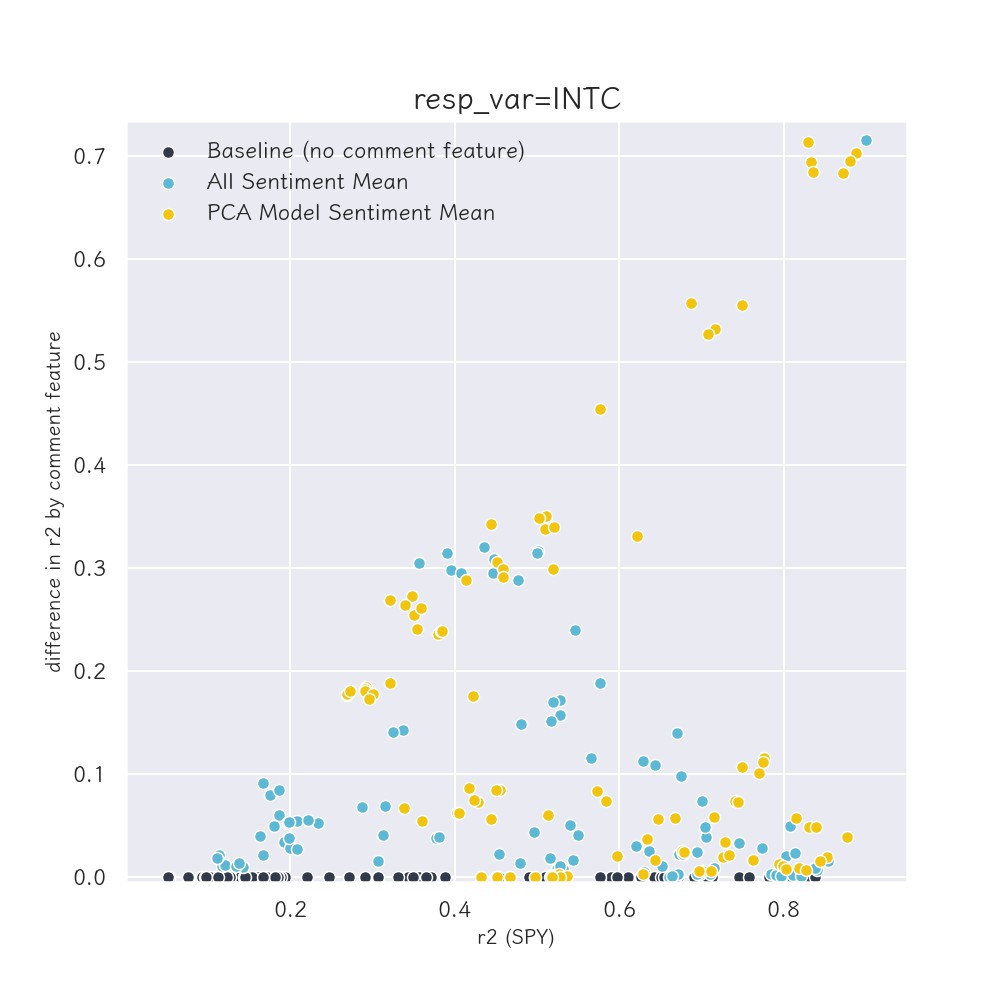 resp_var=INTC
Baseline (no comment feature)
All Sentiment Mean
PCA Model Sentiment Mean
difference in r2 by comment feature
0.7
0.6
0.5
0.4
0.3
0.2
0.1
0.0
0.2
0.4
0.6
0.8
r2 (SPY)